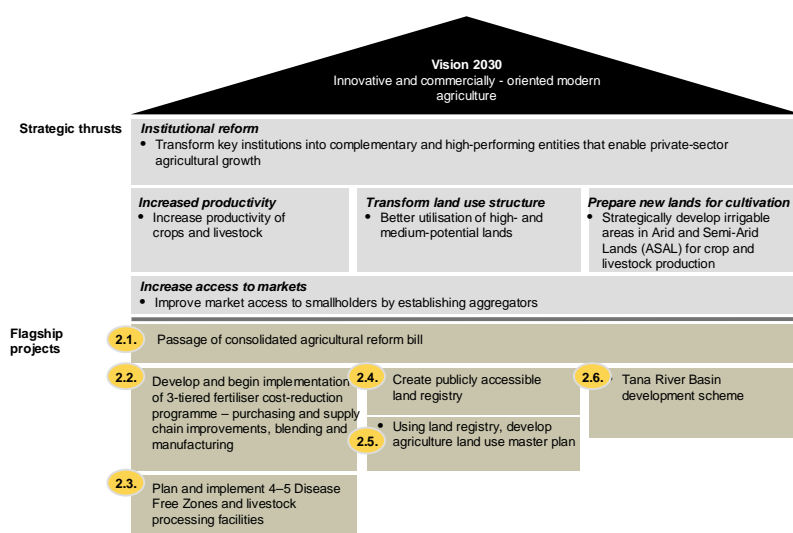 Vision 2030
Innovative and commercially - oriented modern
agriculture
Strategic thrusts
Institutional reform
• Transform key institutions into complementary and high-performing entities that enable private-sector
agricultural growth
Increased productivity
• Increase productivity of
crops and livestock
Transform land use structure
• Better utilisation of high- and
medium-potential lands
Prepare new lands for cultivation
• Strategically develop irrigable
areas in Arid and Semi-Arid
Lands (ASAL) for crop and
livestock production
Increase access to markets
• Improve market access to smallholders by establishing aggregators
Flagship
projects
2.1. Passage of consolidated agricultural reform bill
2.2. Develop and begin implementation
of 3-tiered fertiliser cost-reduction
programme – purchasing and supply
chain improvements, blending and
manufacturing
2.3. Plan and implement 4–5 Disease
Free Zones and livestock
processing facilities
2.4. Create publicly accessible
land registry
2.5. • Using land registry, develop
agriculture land use master plan
2.6. Tana River Basin
development scheme